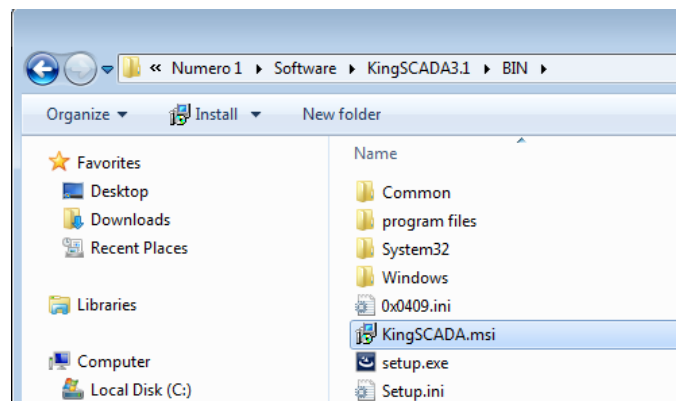 « Numero 1 ▸ Software ▸ KingSCADA3.1 ▸ BIN ▸
Organize ▼ Install ▼ New folder
Favorites
Desktop
Downloads
Recent Places
Libraries
Computer
Local Disk (C:)
Name
Common
program files
System32
Windows
0x0409.ini
KingSCADA.msi
setup.exe
Setup.ini